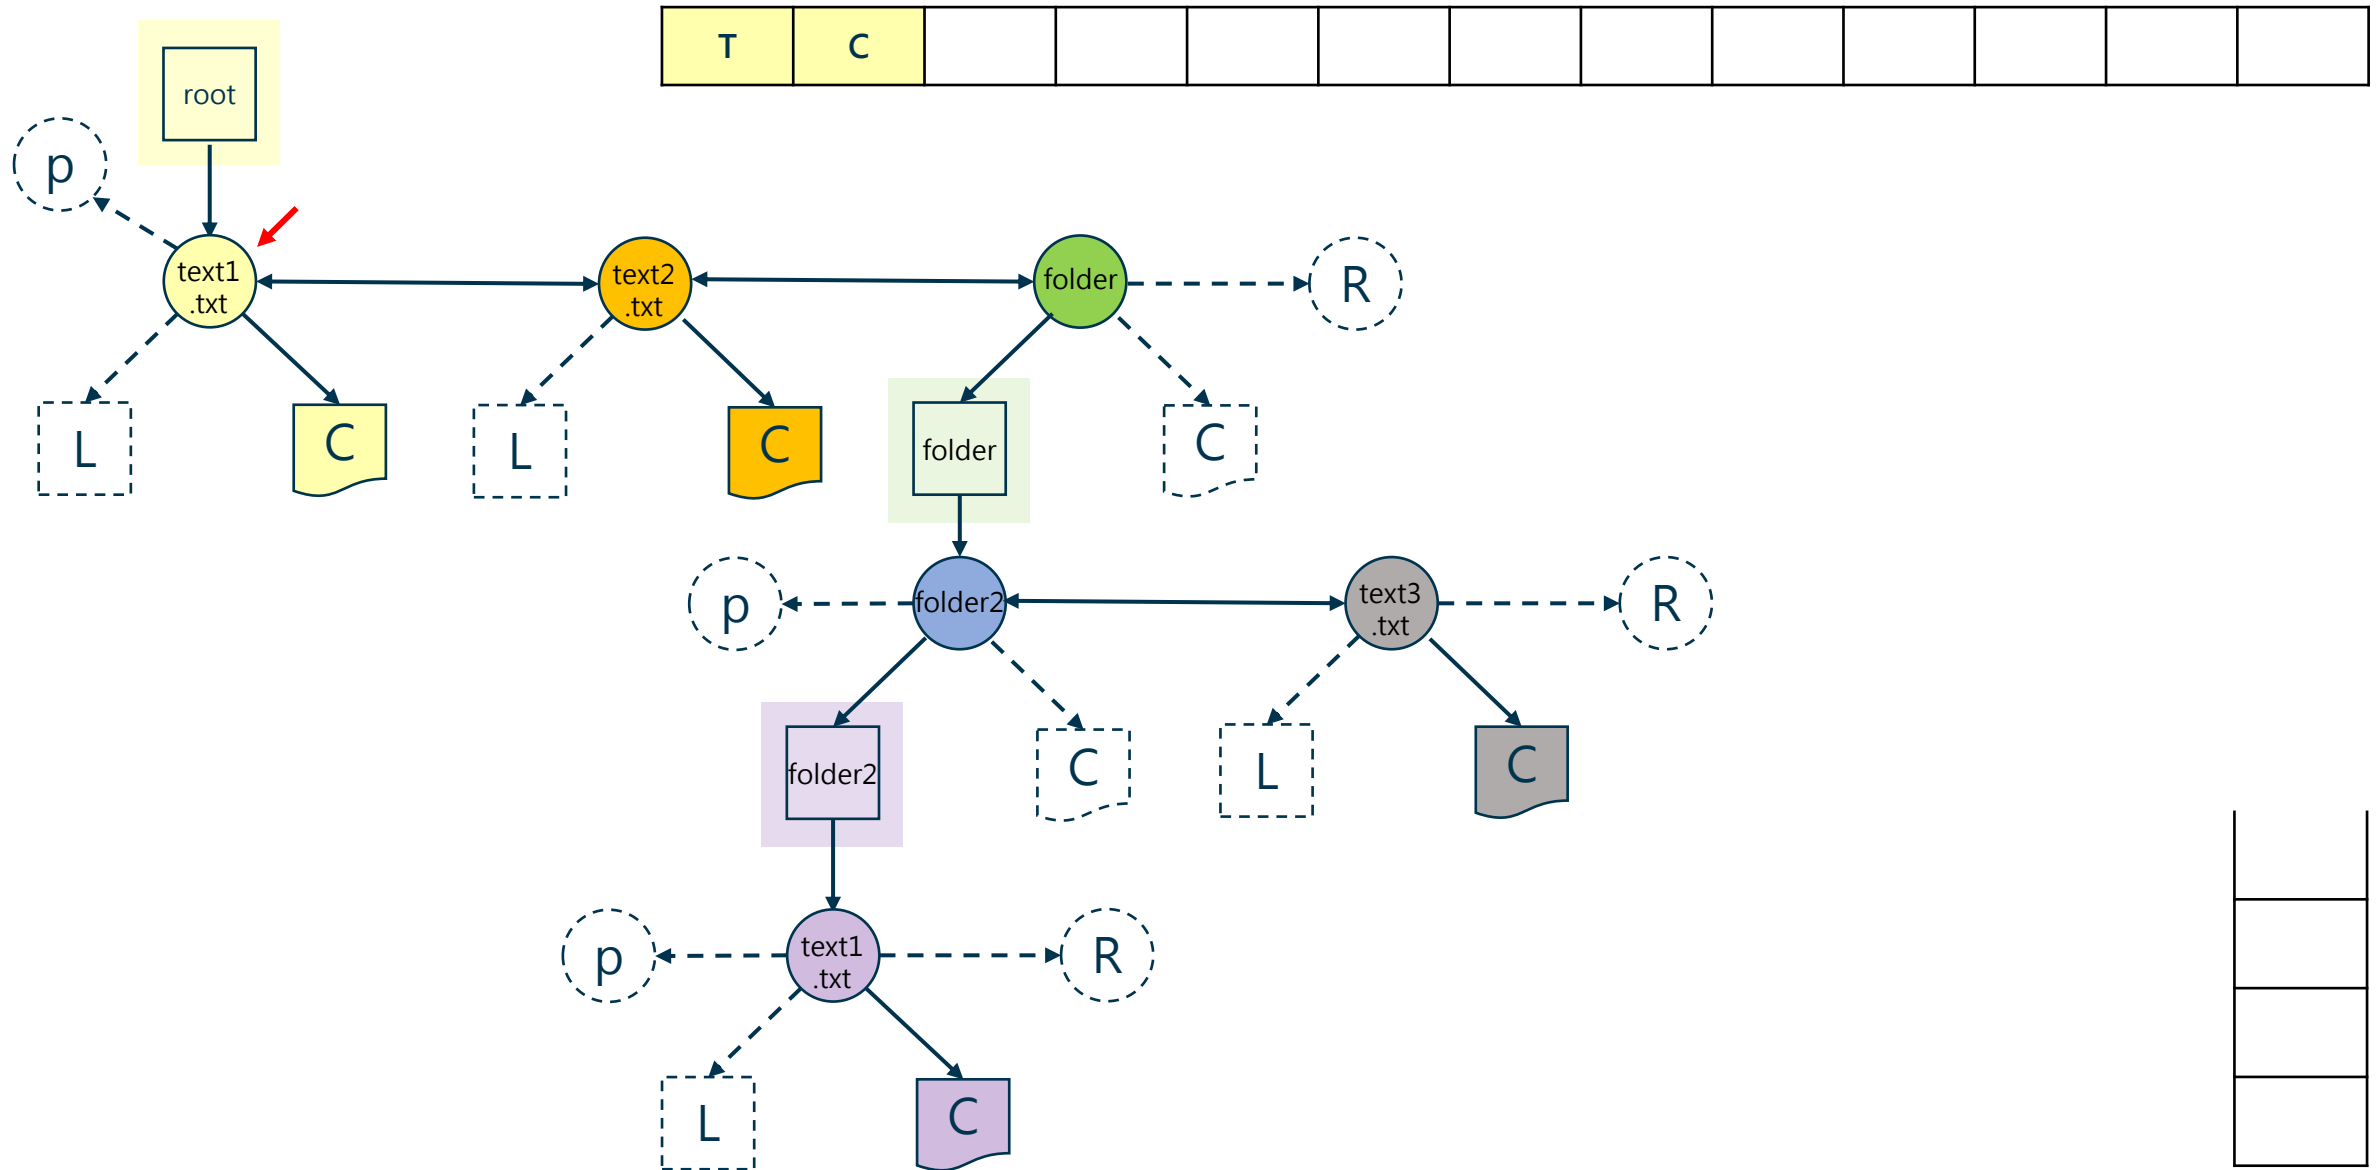 T C
root
p
text1
.txt
text2
.txt
folder
R
L
C
L
C
folder
C
p
folder2
text3
.txt
R
folder2
C
L
C
p
text1
.txt
R
L
C